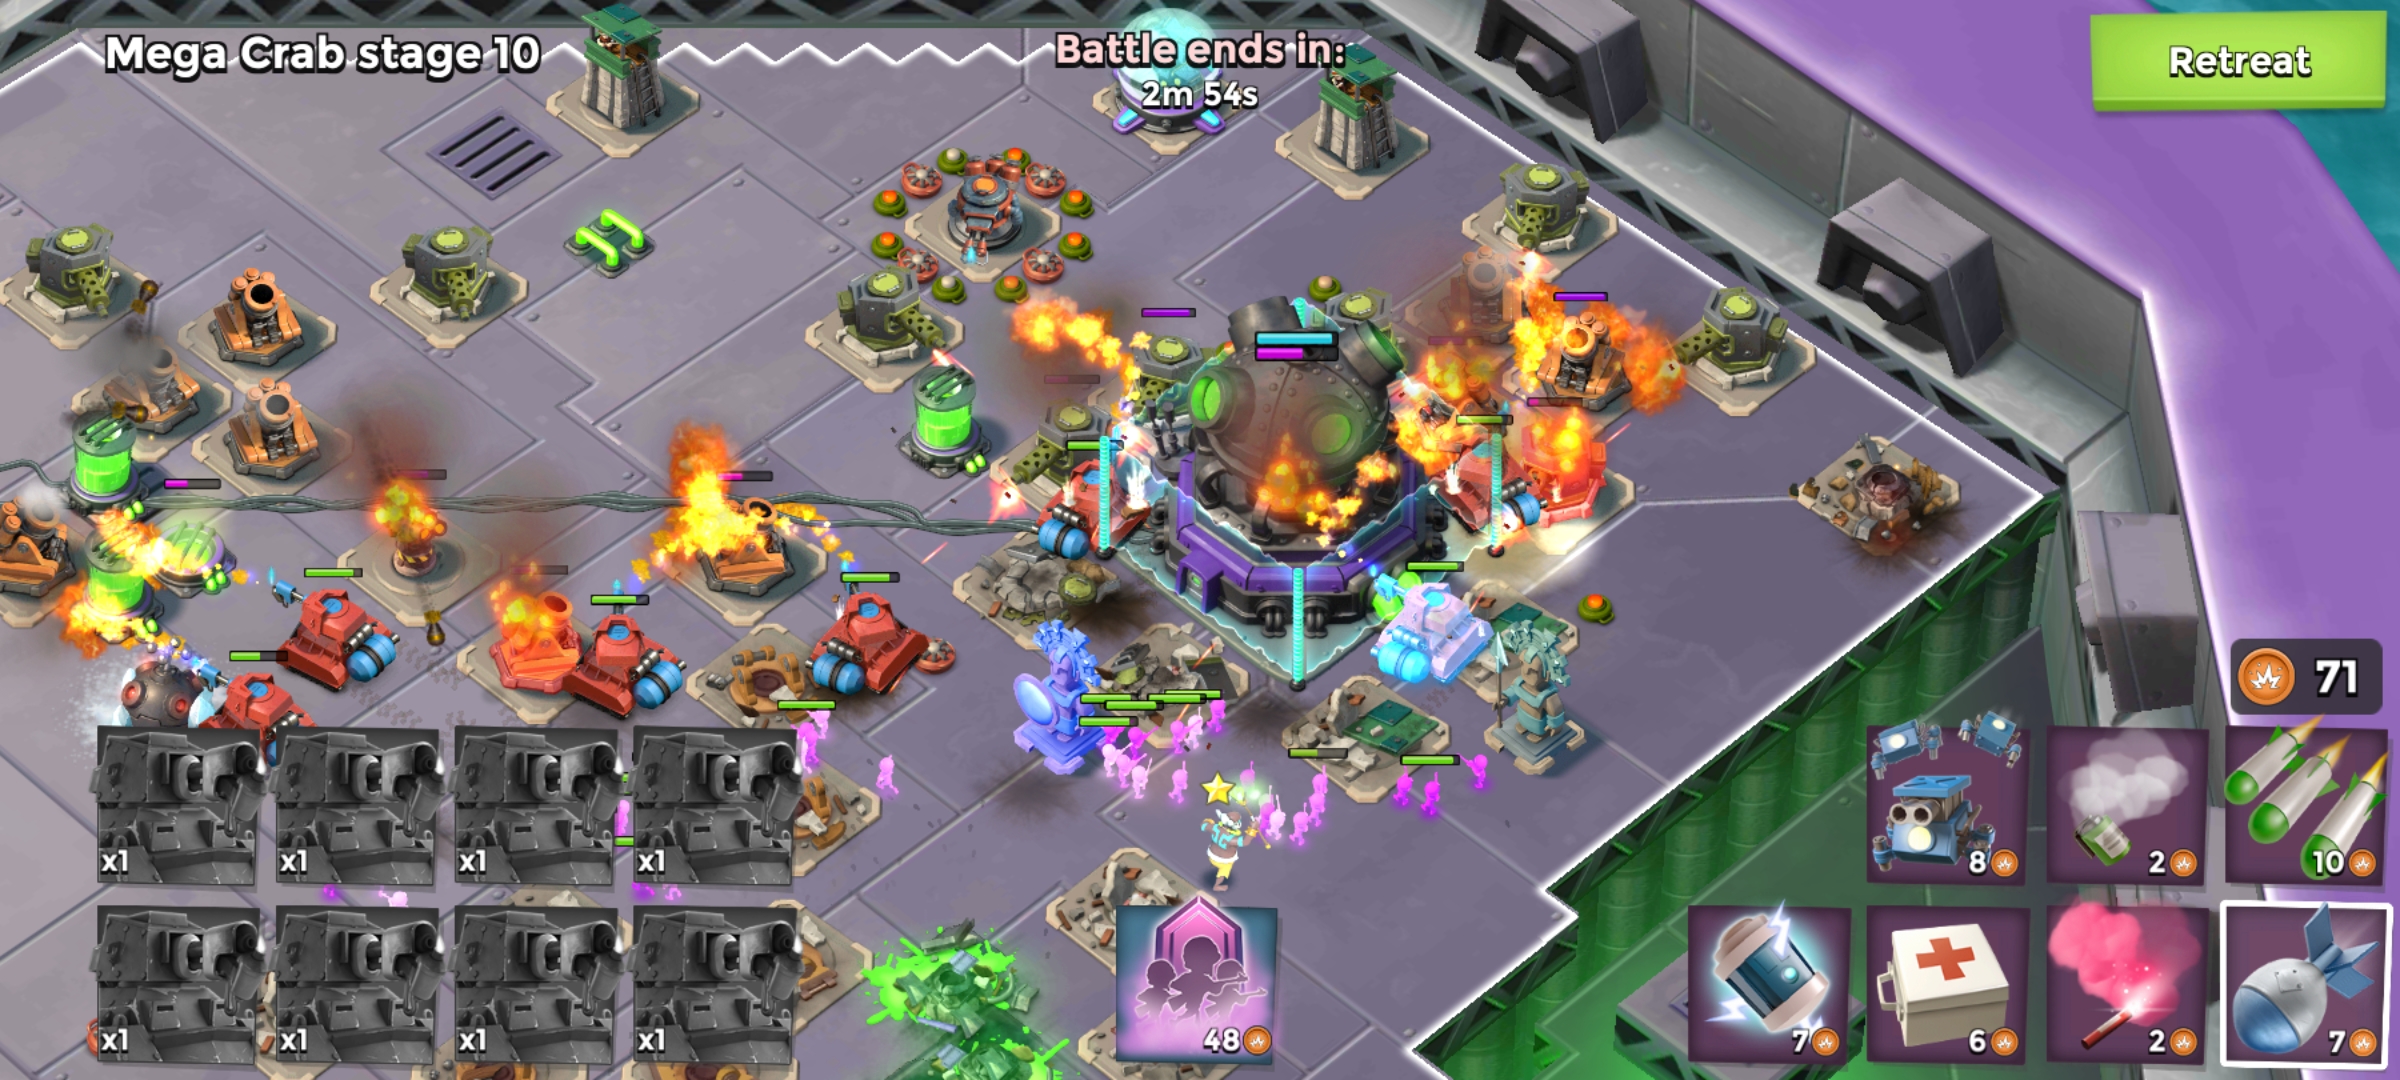 Mega Crab stage 10
Battle ends in:
2m 54s
Retreat
71
8
2
10
x1
x1
x1
x1
x1
x1
x1
x1
48
7
6
2
7